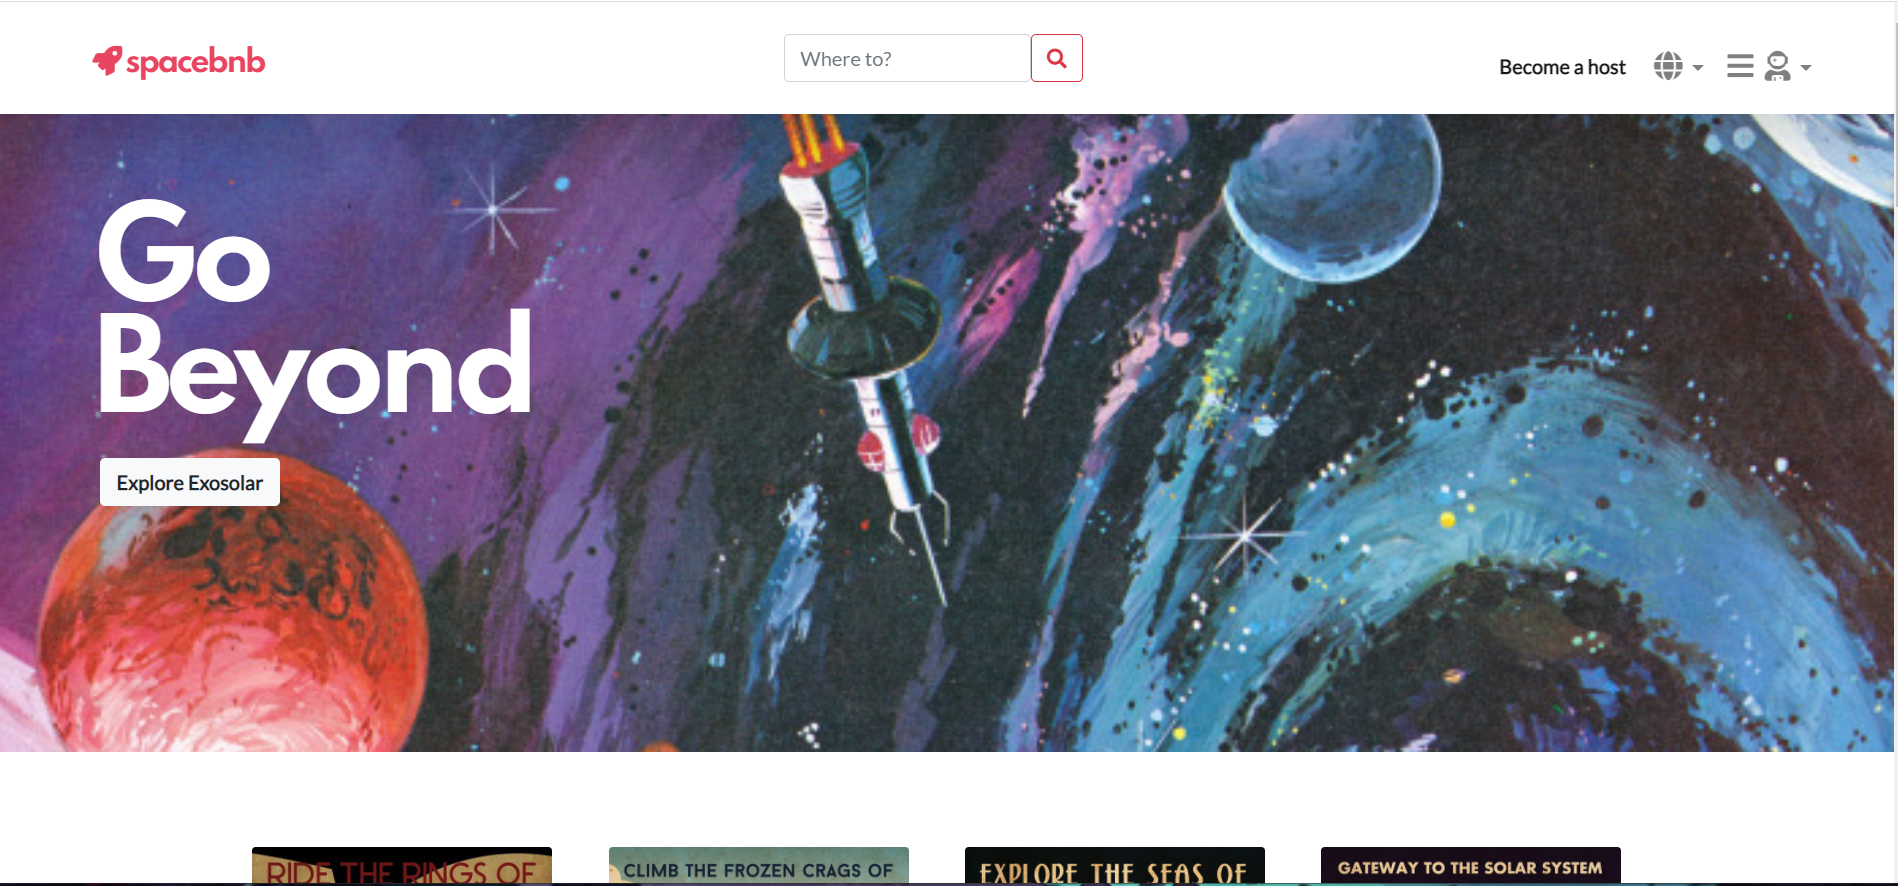 spacebnb
Where to?
Become a host
Go
Beyond
Explore Exosolar
RIDE THE RINGS OF
CLIMB THE FROZEN CRAGS OF
EXPLORE THE SEAS OF
GATEWAY TO THE SOLAR SYSTEM